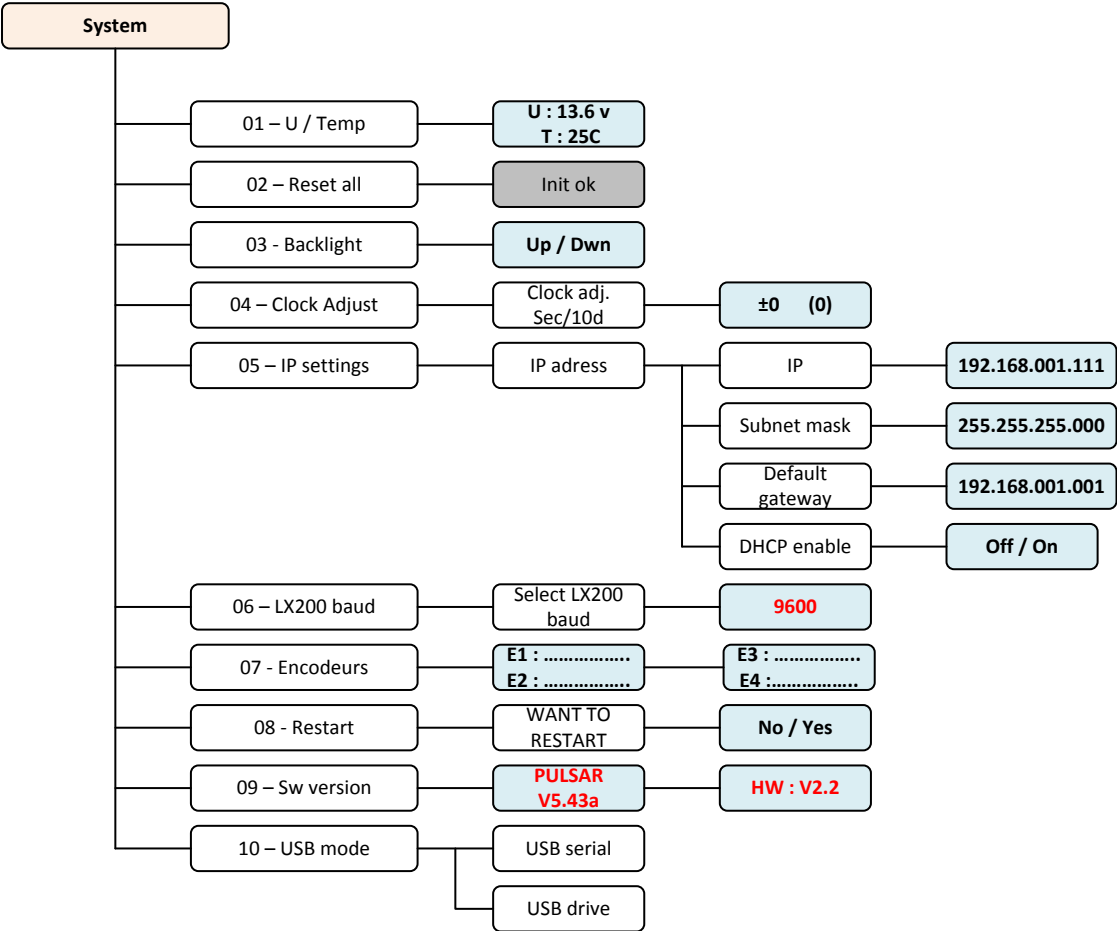 System
01 – U / Temp
U : 13.6 v
T : 25C
02 – Reset all
Init ok
03 - Backlight
Up / Dwn
04 – Clock Adjust
Clock adj.
Sec/10d
±0 (0)
05 – IP settings
IP adress
IP
192.168.001.111
Subnet mask
255.255.255.000
Default
gateway
192.168.001.001
DHCP enable
Off / On
06 – LX200 baud
Select LX200
baud
9600
07 - Encodeurs
E1 : ……………..
E2 : ……………..
E3 : ……………..
E4 :……………..
08 - Restart
WANT TO
RESTART
No / Yes
09 – Sw version
PULSAR
V5.43a
HW : V2.2
10 – USB mode
USB serial
USB drive